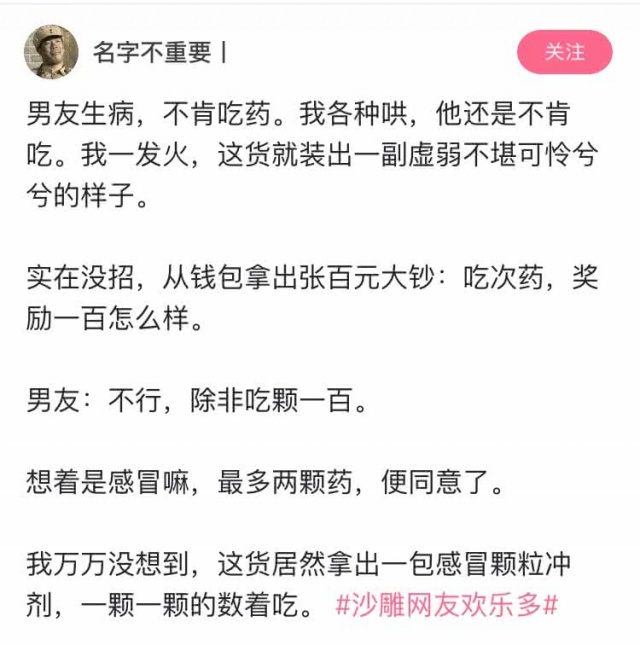 名字不重要丨
关注
男友生病，不肯吃药。我各种哄，他还是不肯
吃。我一发火，这货就装出一副虚弱不堪可怜兮
兮的样子。
实在没招，从钱包拿出张百元大钞：吃次药，奖
励一百怎么样。
男友：不行，除非吃颗一百。
想着是感冒嘛，最多两颗药，便同意了。
我万万没想到，这货居然拿出一包感冒颗粒冲
剂，一颗一颗的数着吃。 #沙雕网友欢乐多#